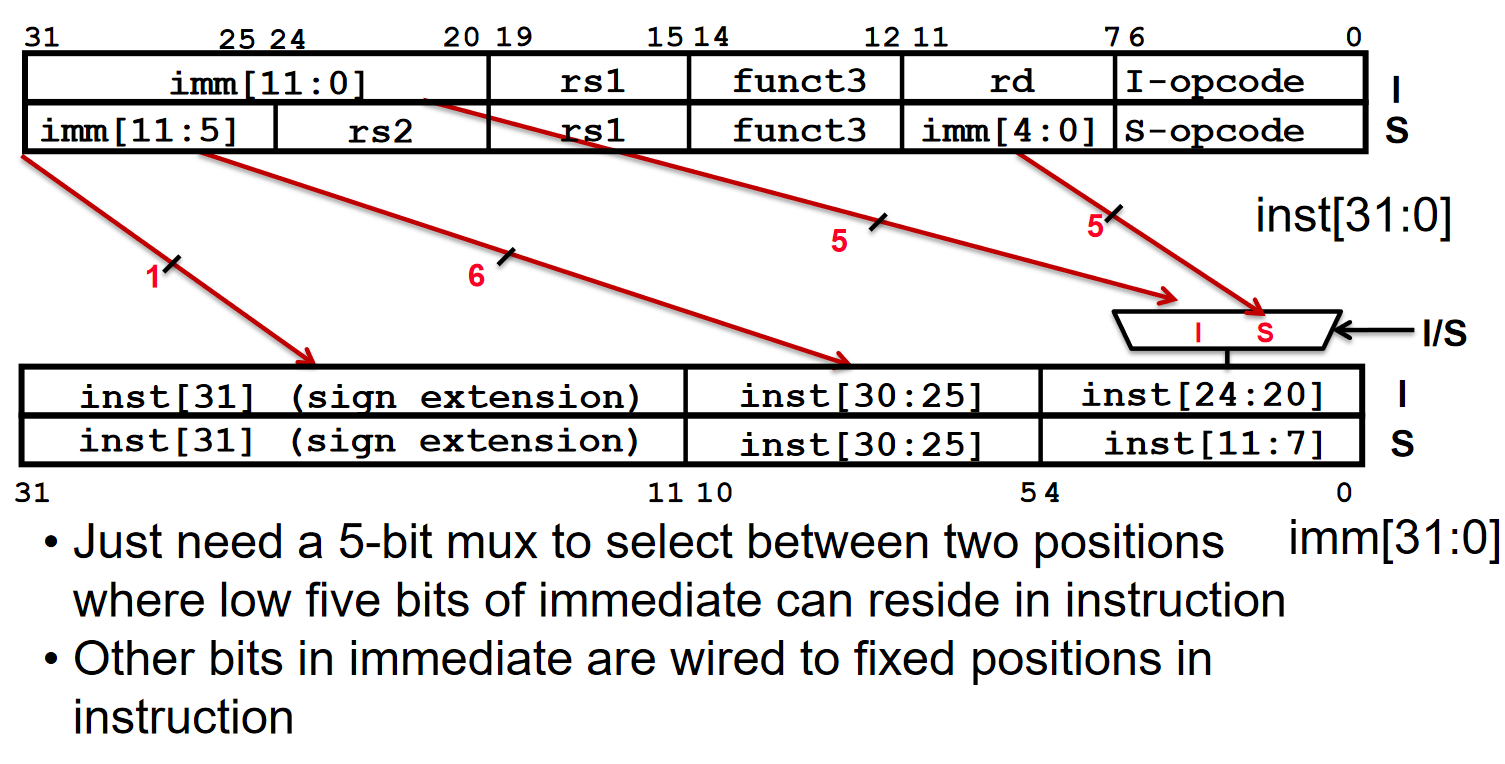 31 25 24 20 19 15 14 12 11 7 6 0
imm[11:0] rs1 funct3 rd I-opcode I
imm[11:5] rs2 rs1 funct3 imm[4:0] S-opcode S
inst[31:0]
1 6 5 5
I S I/S
inst[31] (sign extension) inst[30:25] inst[24:20] I
inst[31] (sign extension) inst[30:25] inst[11:7] S
31 11 10 5 4 0
imm[31:0]
• Just need a 5-bit mux to select between two positions
where low five bits of immediate can reside in instruction
• Other bits in immediate are wired to fixed positions in
instruction